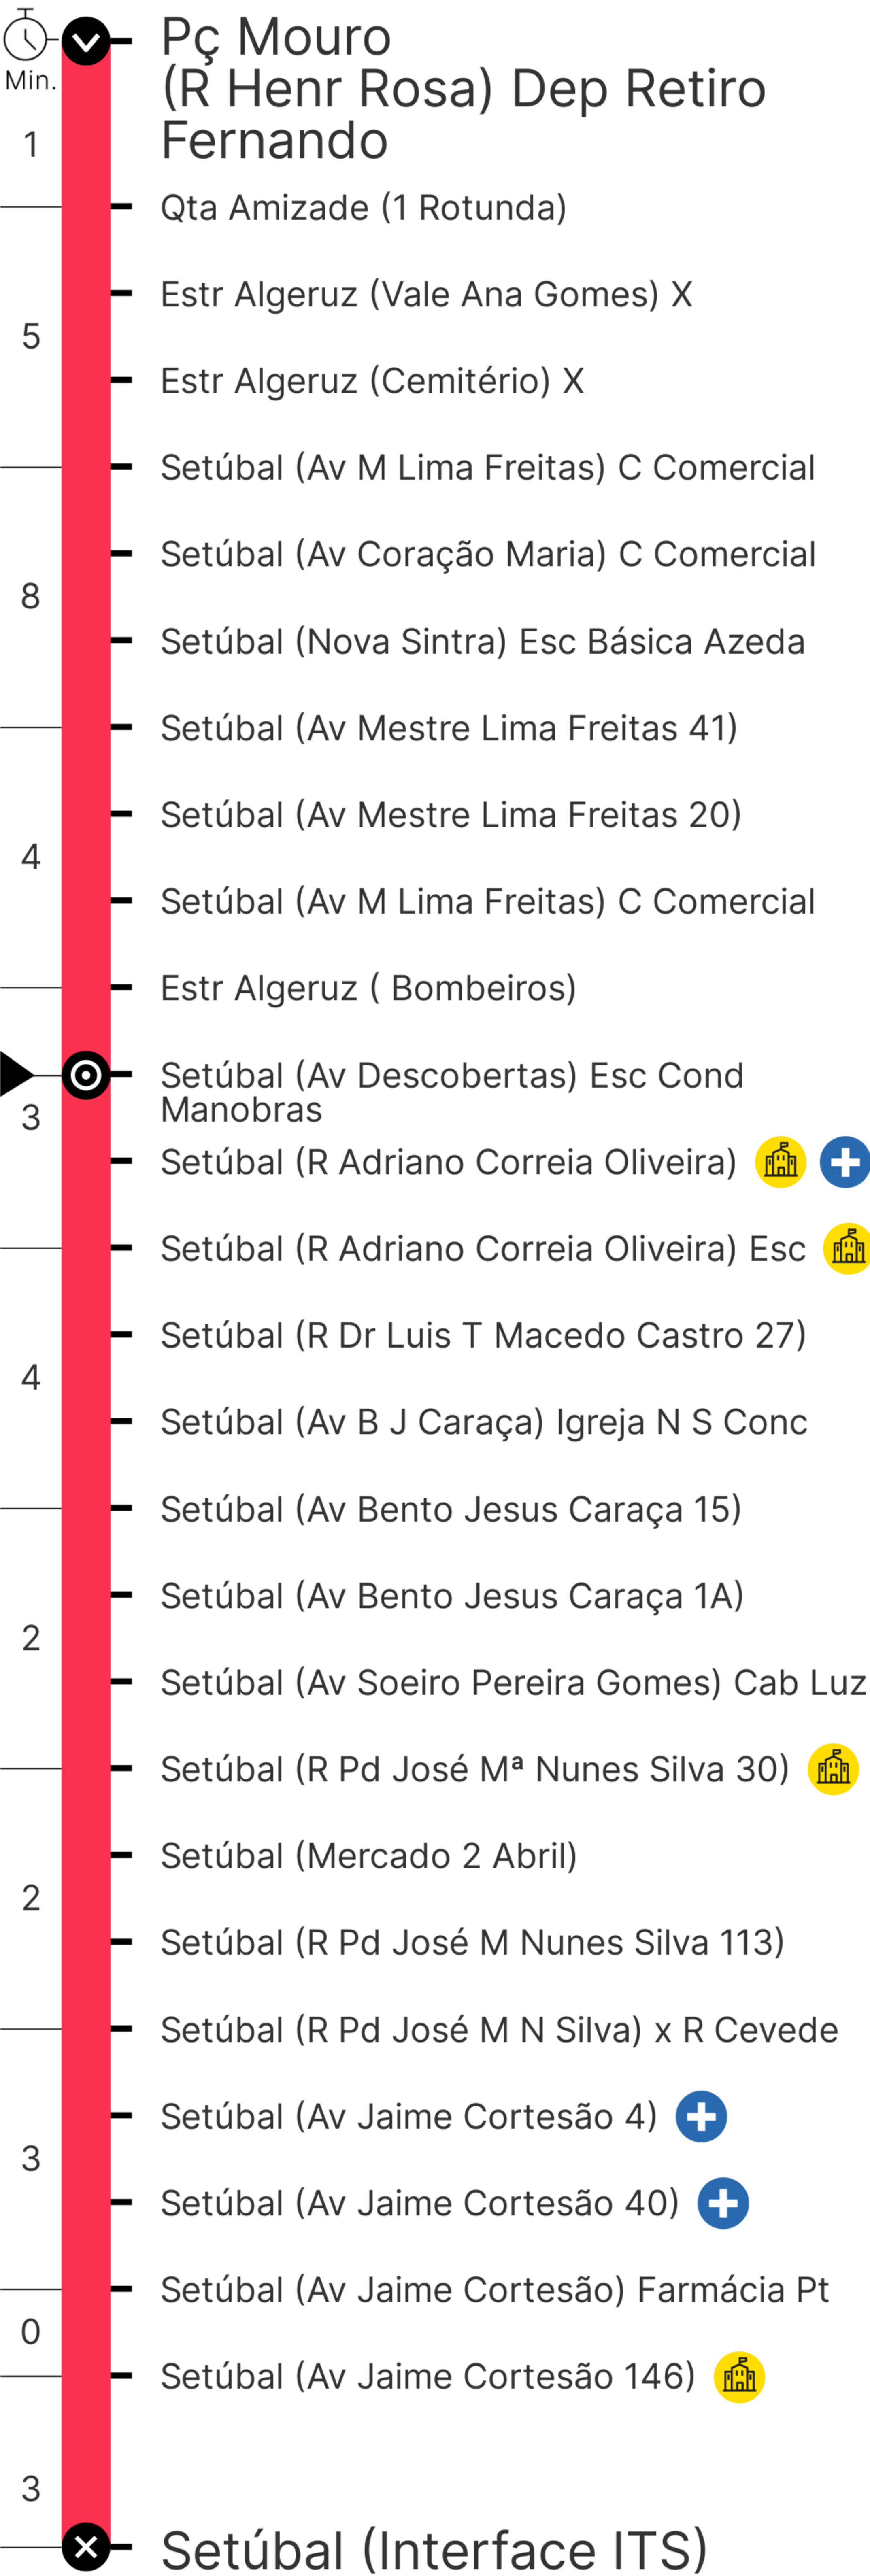 Pç Mouro
Min.
(R Henr Rosa) Dep Retiro
1
Fernando
Qta Amizade (1 Rotunda)
Estr Algeruz (Vale Ana Gomes) X
5
Estr Algeruz (Cemitério) X
Setúbal (Av M Lima Freitas) C Comercial
Setúbal (Av Coração Maria) C Comercial
8
Setúbal (Nova Sintra) Esc Básica Azeda
Setúbal (Av Mestre Lima Freitas 41)
Setúbal (Av Mestre Lima Freitas 20)
4
Setúbal (Av M Lima Freitas) C Comercial
Estr Algeruz ( Bombeiros)
Setúbal (Av Descobertas) Esc Cond
Manobras
3
Setúbal (R Adriano Correia Oliveira)
Setúbal (R Adriano Correia Oliveira) Esc
Setúbal (R Dr Luis T Macedo Castro 27)
4
Setúbal (Av B J Caraça) Igreja N S Conc
Setúbal (Av Bento Jesus Caraça 15)
Setúbal (Av Bento Jesus Caraça 1A)
2
Setúbal (Av Soeiro Pereira Gomes) Cab Luz
Setúbal (R Pd José Mª Nunes Silva 30)
Setúbal (Mercado 2 Abril)
2
Setúbal (R Pd José M Nunes Silva 113)
Setúbal (R Pd José M N Silva) x R Cevede
Setúbal (Av Jaime Cortesão 4)
3
Setúbal (Av Jaime Cortesão 40)
Setúbal (Av Jaime Cortesão) Farmácia Pt
0
Setúbal (Av Jaime Cortesão 146)
3
Setúbal (Interface ITS)